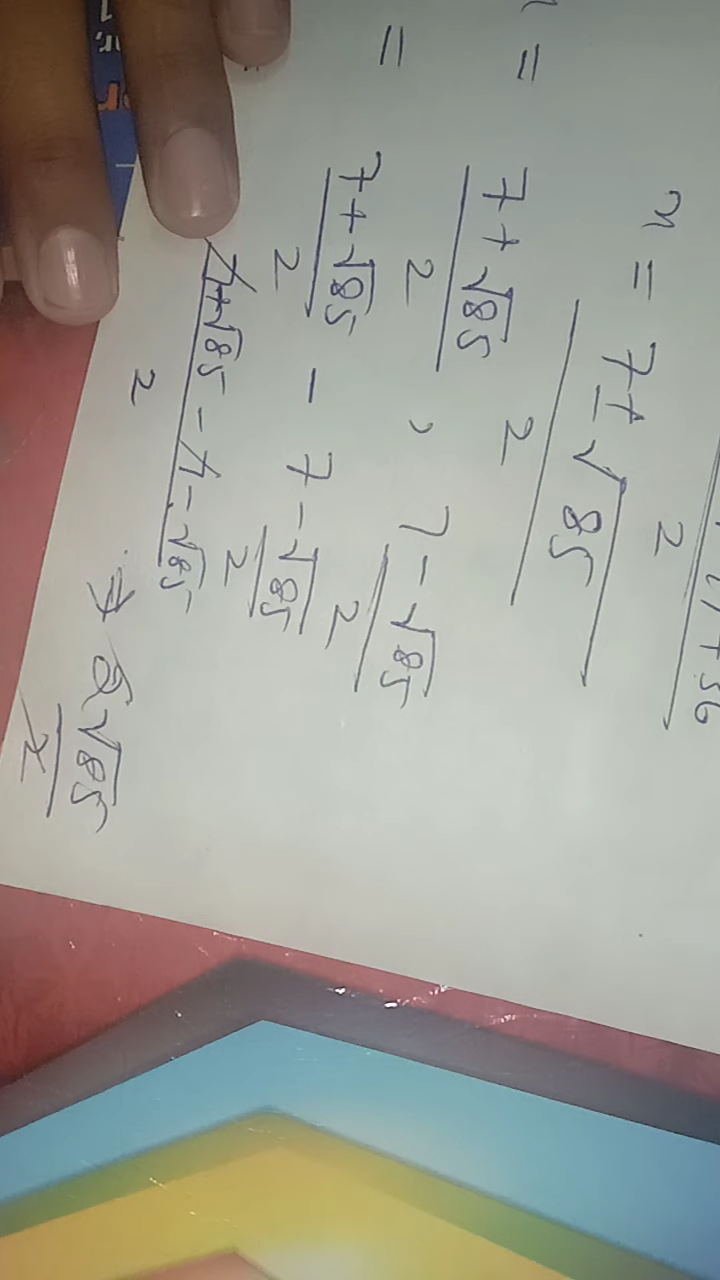 x = 7 ± √85 / 2
= 7 + √85 / 2 , 7 - √85 / 2
= 7 + √85 / 2 - 7 - √85 / 2
7 + √85 - 7 - √85 / 2
⇒ 2√85 / 2